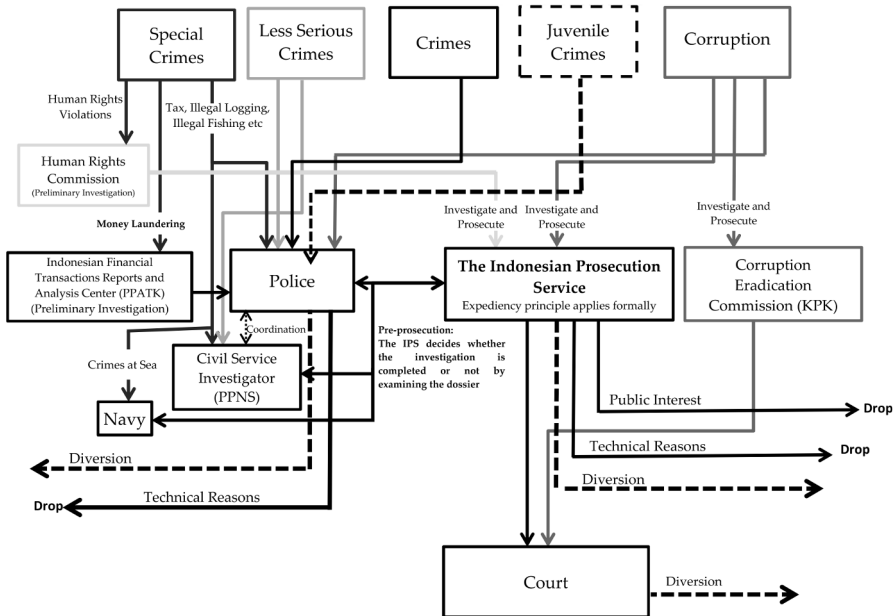 Special
Crimes
Less Serious
Crimes
Crimes
Juvenile
Crimes
Corruption
Human Rights
Violations
Tax, Illegal Logging,
Illegal Fishing etc
Human Rights
Commission
(Preliminary Investigation)
Money Laundering
Investigate and
Prosecute
Investigate and
Prosecute
Investigate and
Prosecute
Indonesian Financial
Transactions Reports and
Analysis Center (PPATK)
(Preliminary Investigation)
Police
The Indonesian Prosecution
Service
Expediency principle applies formally
Corruption
Eradication
Commission (KPK)
Coordination
Pre-prosecution:
The IPS decides whether
the investigation is
completed or not by
examining the dossier
Crimes at Sea
Civil Service
Investigator
(PPNS)
Navy
Public Interest
Drop
Technical Reasons
Drop
Diversion
Diversion
Technical Reasons
Drop
Court
Diversion